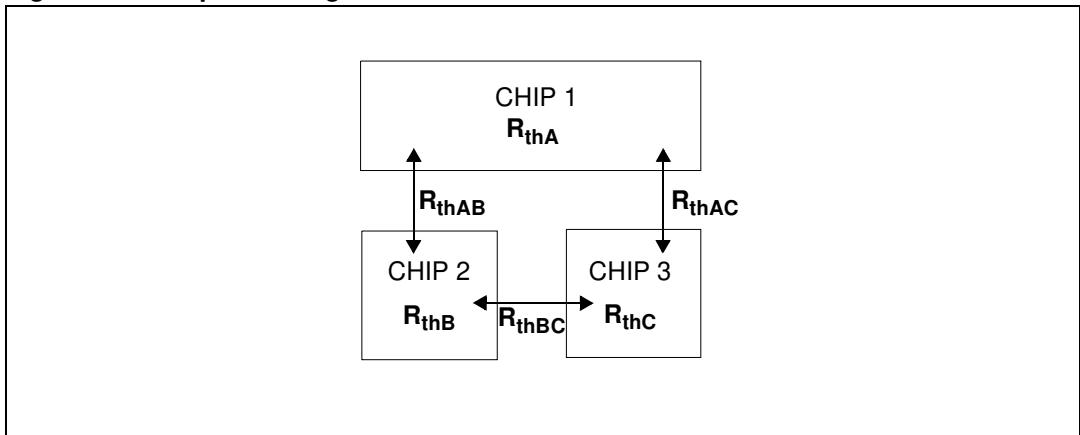 CHIP 1
RthA
RthAB
RthAC
CHIP 2
CHIP 3
RthB
RthBC
RthC